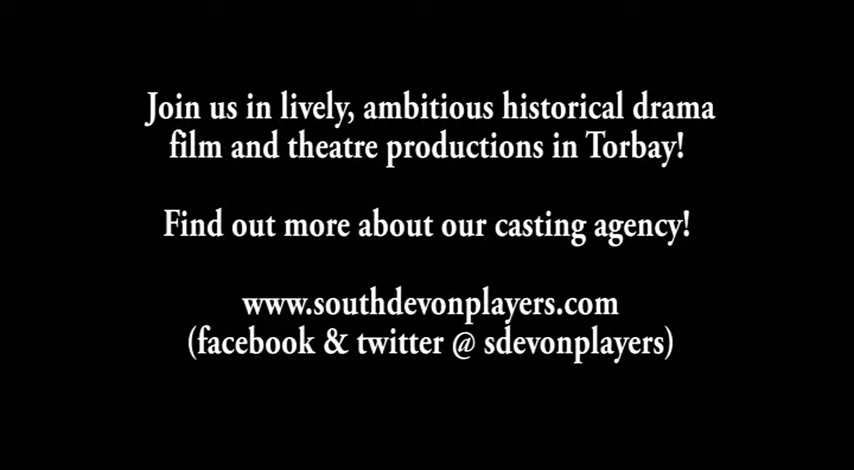 Join us in lively, ambitious historical drama
film and theatre productions in Torbay!
Find out more about our casting agency!
www.southdevonplayers.com
(facebook & twitter @ sdevonplayers)